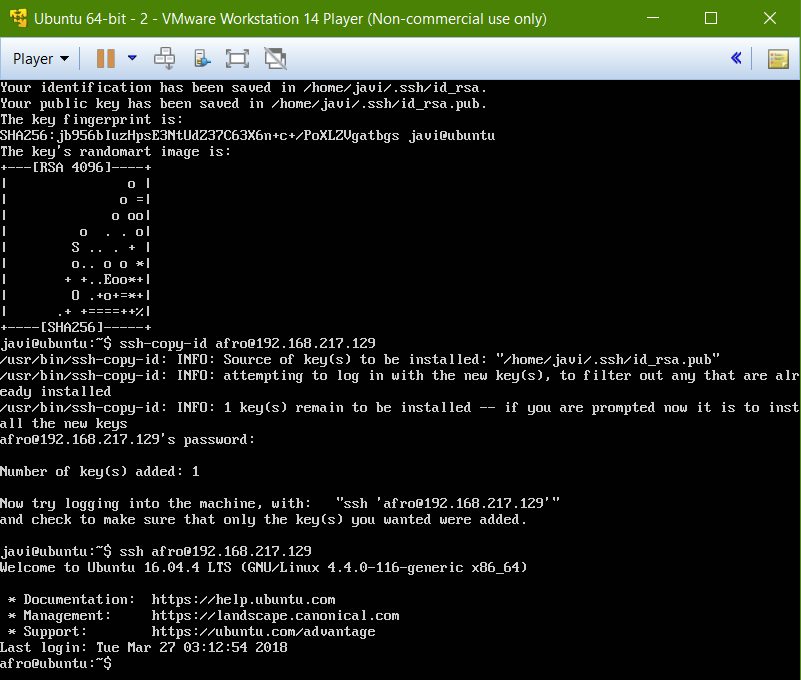 Ubuntu 64-bit - 2 - VMware Workstation 14 Player (Non-commercial use only)
Player
Your identification has been saved in /home/javi/.ssh/id_rsa.
Your public key has been saved in /home/javi/.ssh/id_rsa.pub.
The key fingerprint is:
SHA256:jb956bIuzHpsE3NtUdZ37C63X6n+c+/PoXLZVgatbgs javi@ubuntu
The key's randomart image is:
+---[RSA 4096]----+
|               o |
|              o =|
|             o oo|
|         o  . . o|
|        S .. . + |
|        o.. o o *|
|       + +..Eoo*+|
|        O .+o+=*+|
|      .+ +====++%|
+----[SHA256]-----+
javi@ubuntu:~$ ssh-copy-id afro@192.168.217.129
/usr/bin/ssh-copy-id: INFO: Source of key(s) to be installed: "/home/javi/.ssh/id_rsa.pub"
/usr/bin/ssh-copy-id: INFO: attempting to log in with the new key(s), to filter out any that are alr
eady installed
/usr/bin/ssh-copy-id: INFO: 1 key(s) remain to be installed -- if you are prompted now it is to inst
all the new keys
afro@192.168.217.129's password:
Number of key(s) added: 1
Now try logging into the machine, with:   "ssh 'afro@192.168.217.129'"
and check to make sure that only the key(s) you wanted were added.
javi@ubuntu:~$ ssh afro@192.168.217.129
Welcome to Ubuntu 16.04.4 LTS (GNU/Linux 4.4.0-116-generic x86_64)
 * Documentation:  https://help.ubuntu.com
 * Management:     https://landscape.canonical.com
 * Support:        https://ubuntu.com/advantage
Last login: Tue Mar 27 03:12:54 2018
afro@ubuntu:~$